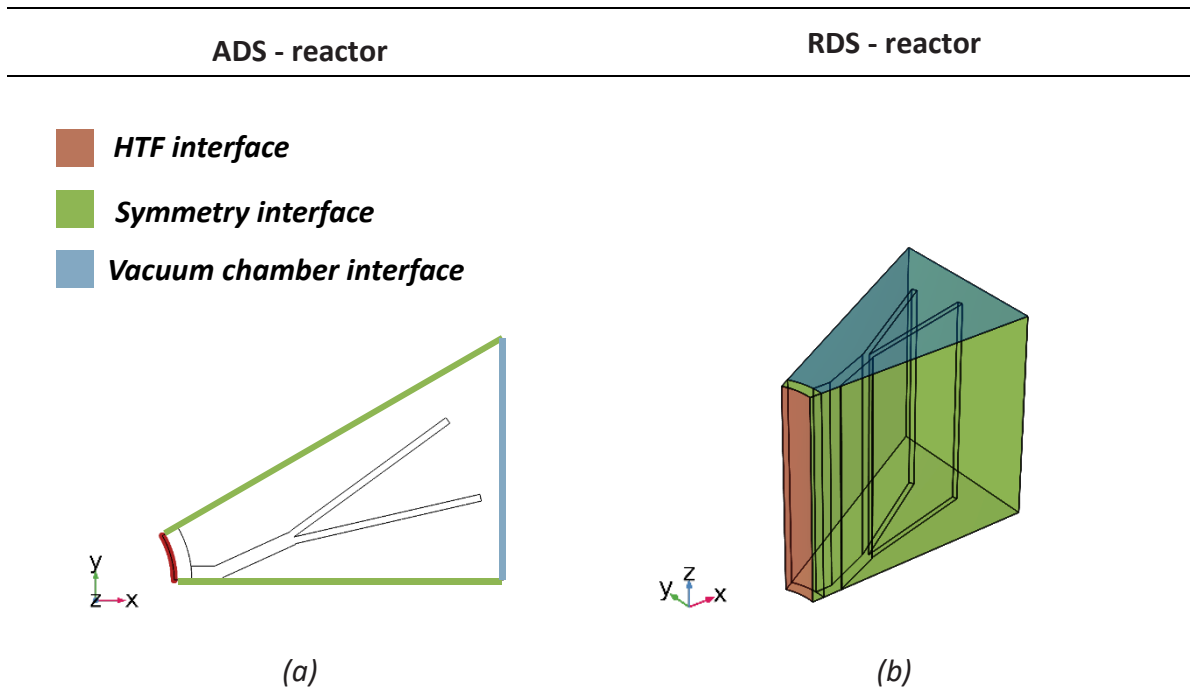 ADS - reactor
RDS - reactor
HTF interface
Symmetry interface
Vacuum chamber interface
y
z
x
z
y
x
(a)
(b)